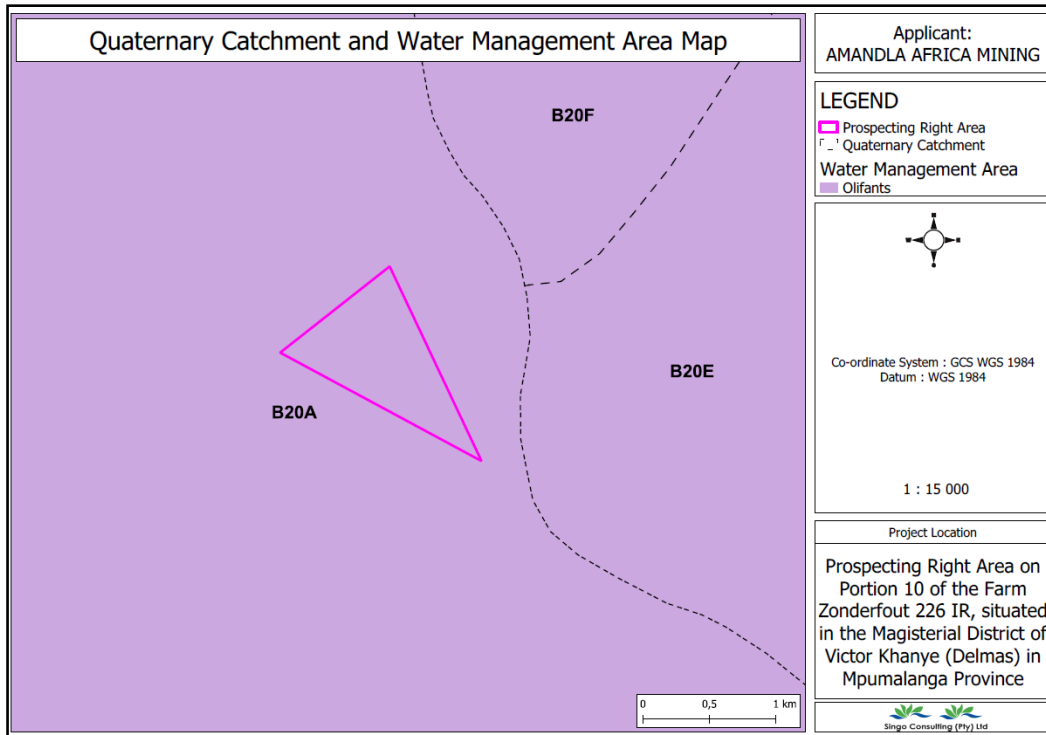 Quaternary Catchment and Water Management Area Map
B20F
B20E
B20A
0 0,5 1 km
Applicant:
AMANDLA AFRICA MINING
LEGEND
Prospecting Right Area
Quaternary Catchment
Water Management Area
Olifants
Co-ordinate System : GCS WGS 1984
Datum : WGS 1984
1 : 15 000
Project Location
Prospecting Right Area on
Portion 10 of the Farm
Zonderfout 226 IR, situated
in the Magisterial District of
Victor Khanye (Delmas) in
Mpumalanga Province
Singo Consulting (Pty) Ltd